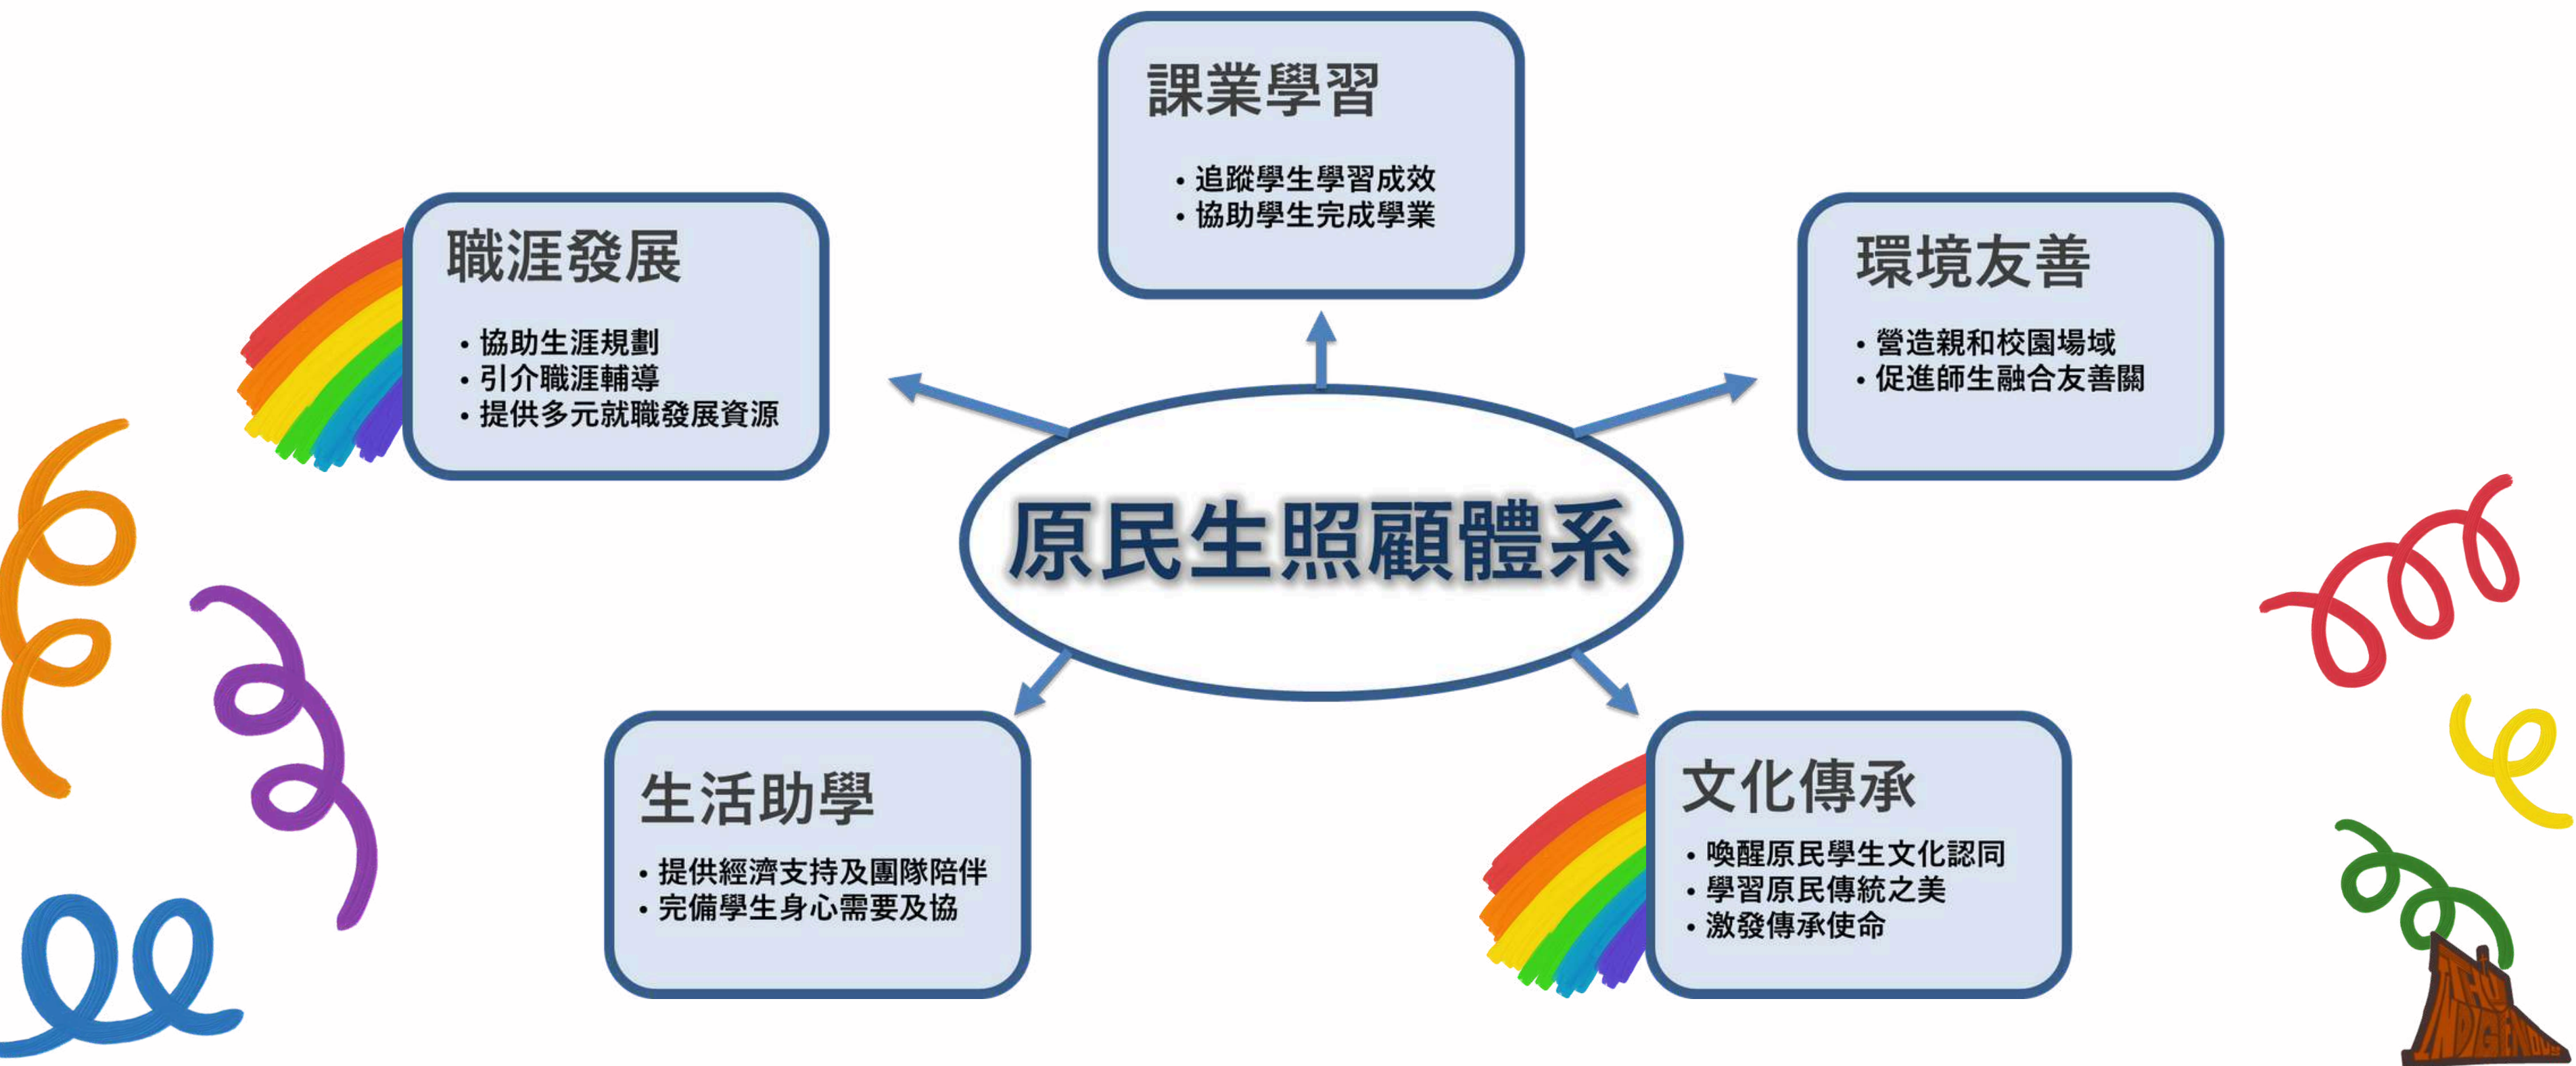 課業學習
• 追蹤學生學習成效
• 協助學生完成學業
職涯發展
• 協助生涯規劃
• 引介職涯輔導
• 提供多元就職發展資源
環境友善
• 營造親和校園場域
• 促進師生融合友善關
原民生照顧體系
生活助學
• 提供經濟支持及團隊陪伴
• 完備學生身心需要及協
文化傳承
• 喚醒原民學生文化認同
• 學習原民傳統之美
• 激發傳承使命
THU
INDIGENOUS